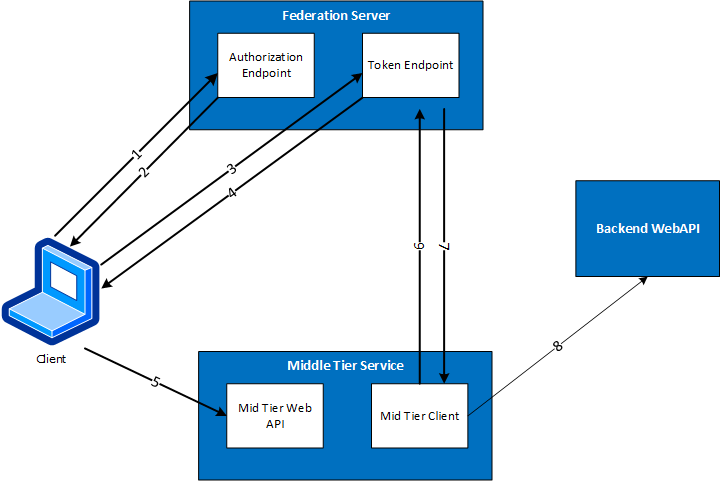 Federation Server
Authorization
Endpoint
Token Endpoint
1
2
3
4
6
7
Backend WebAPI
8
Client
5
Middle Tier Service
Mid Tier Web
API
Mid Tier Client